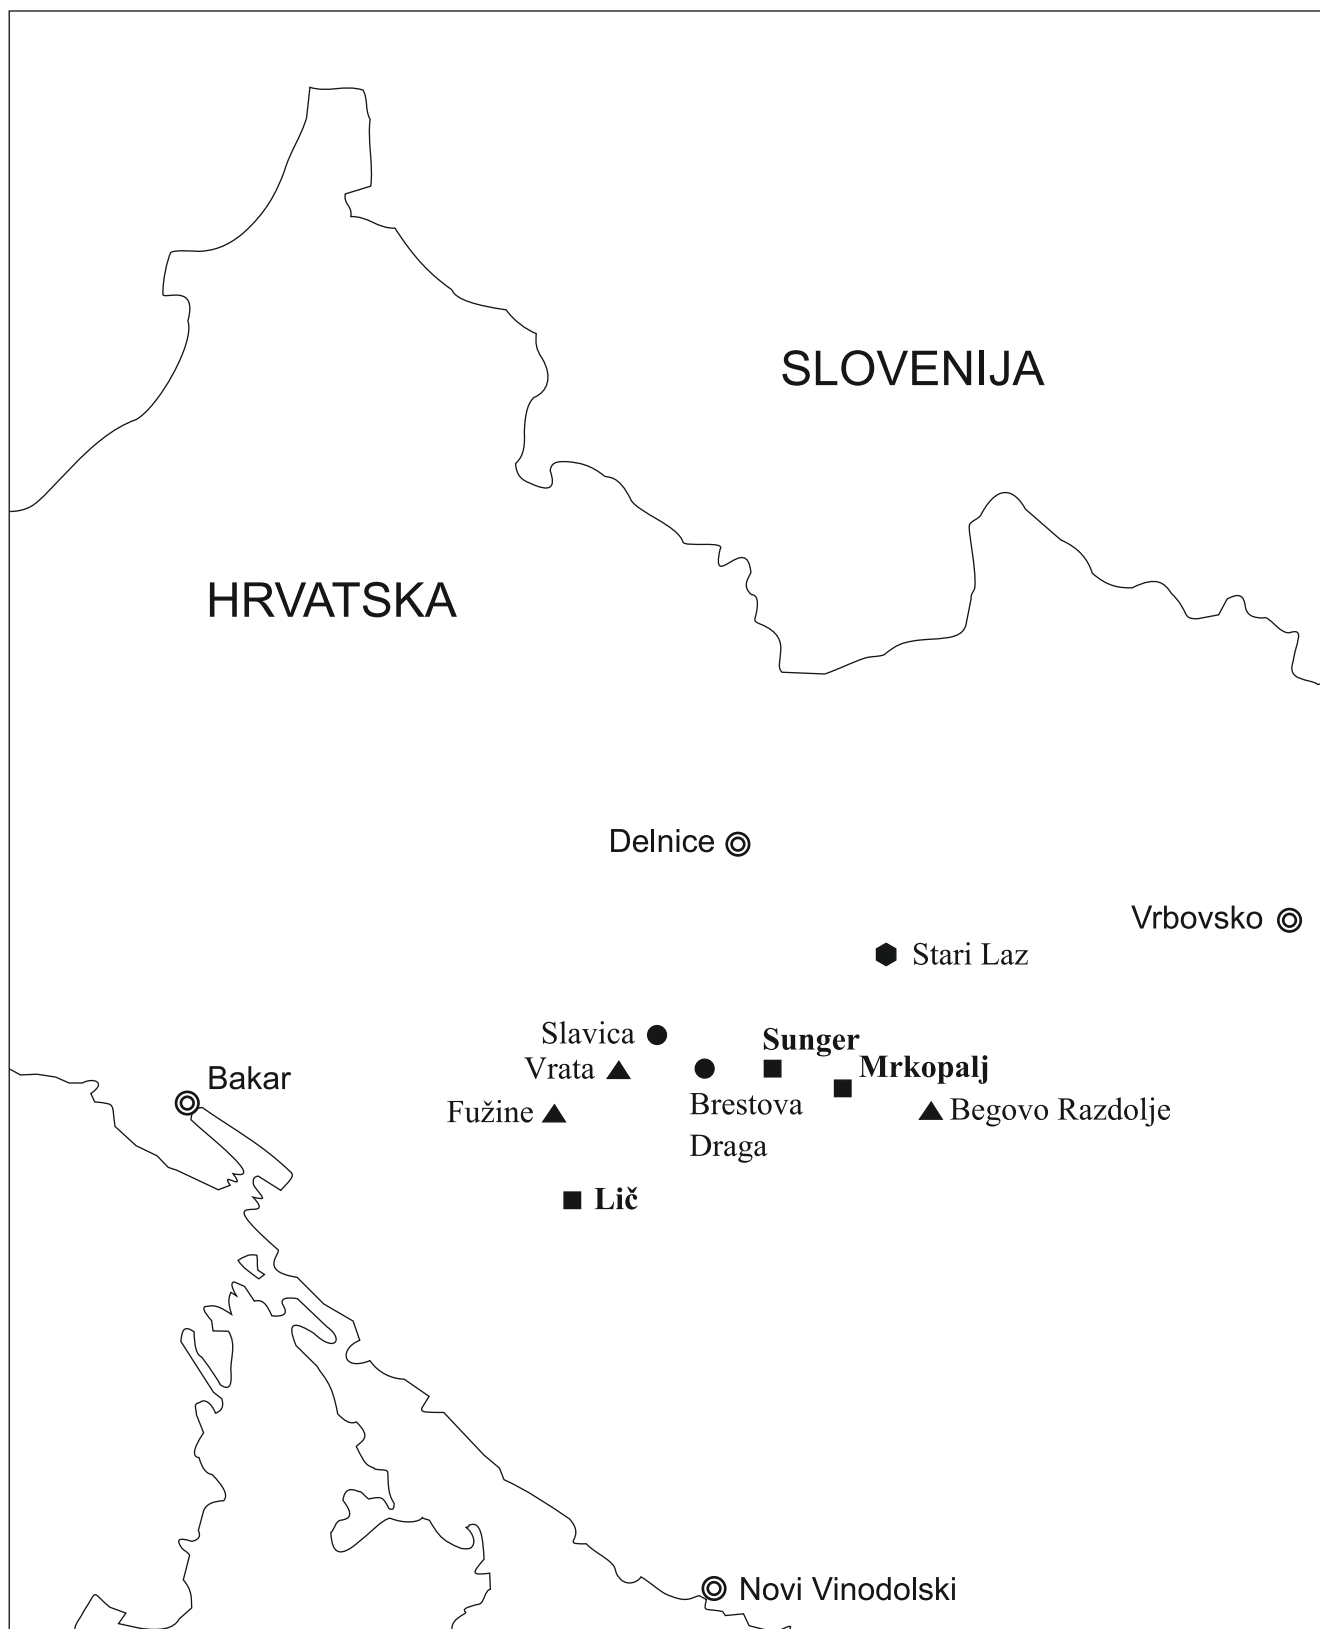 SLOVENIJA
HRVATSKA
Delnice
Vrbovsko
Stari Laz
Slavica
Sunger
Vrata
Mrkopalj
Bakar
Brestova
Draga
Fužine
Begovo Razdolje
Lič
Novi Vinodolski